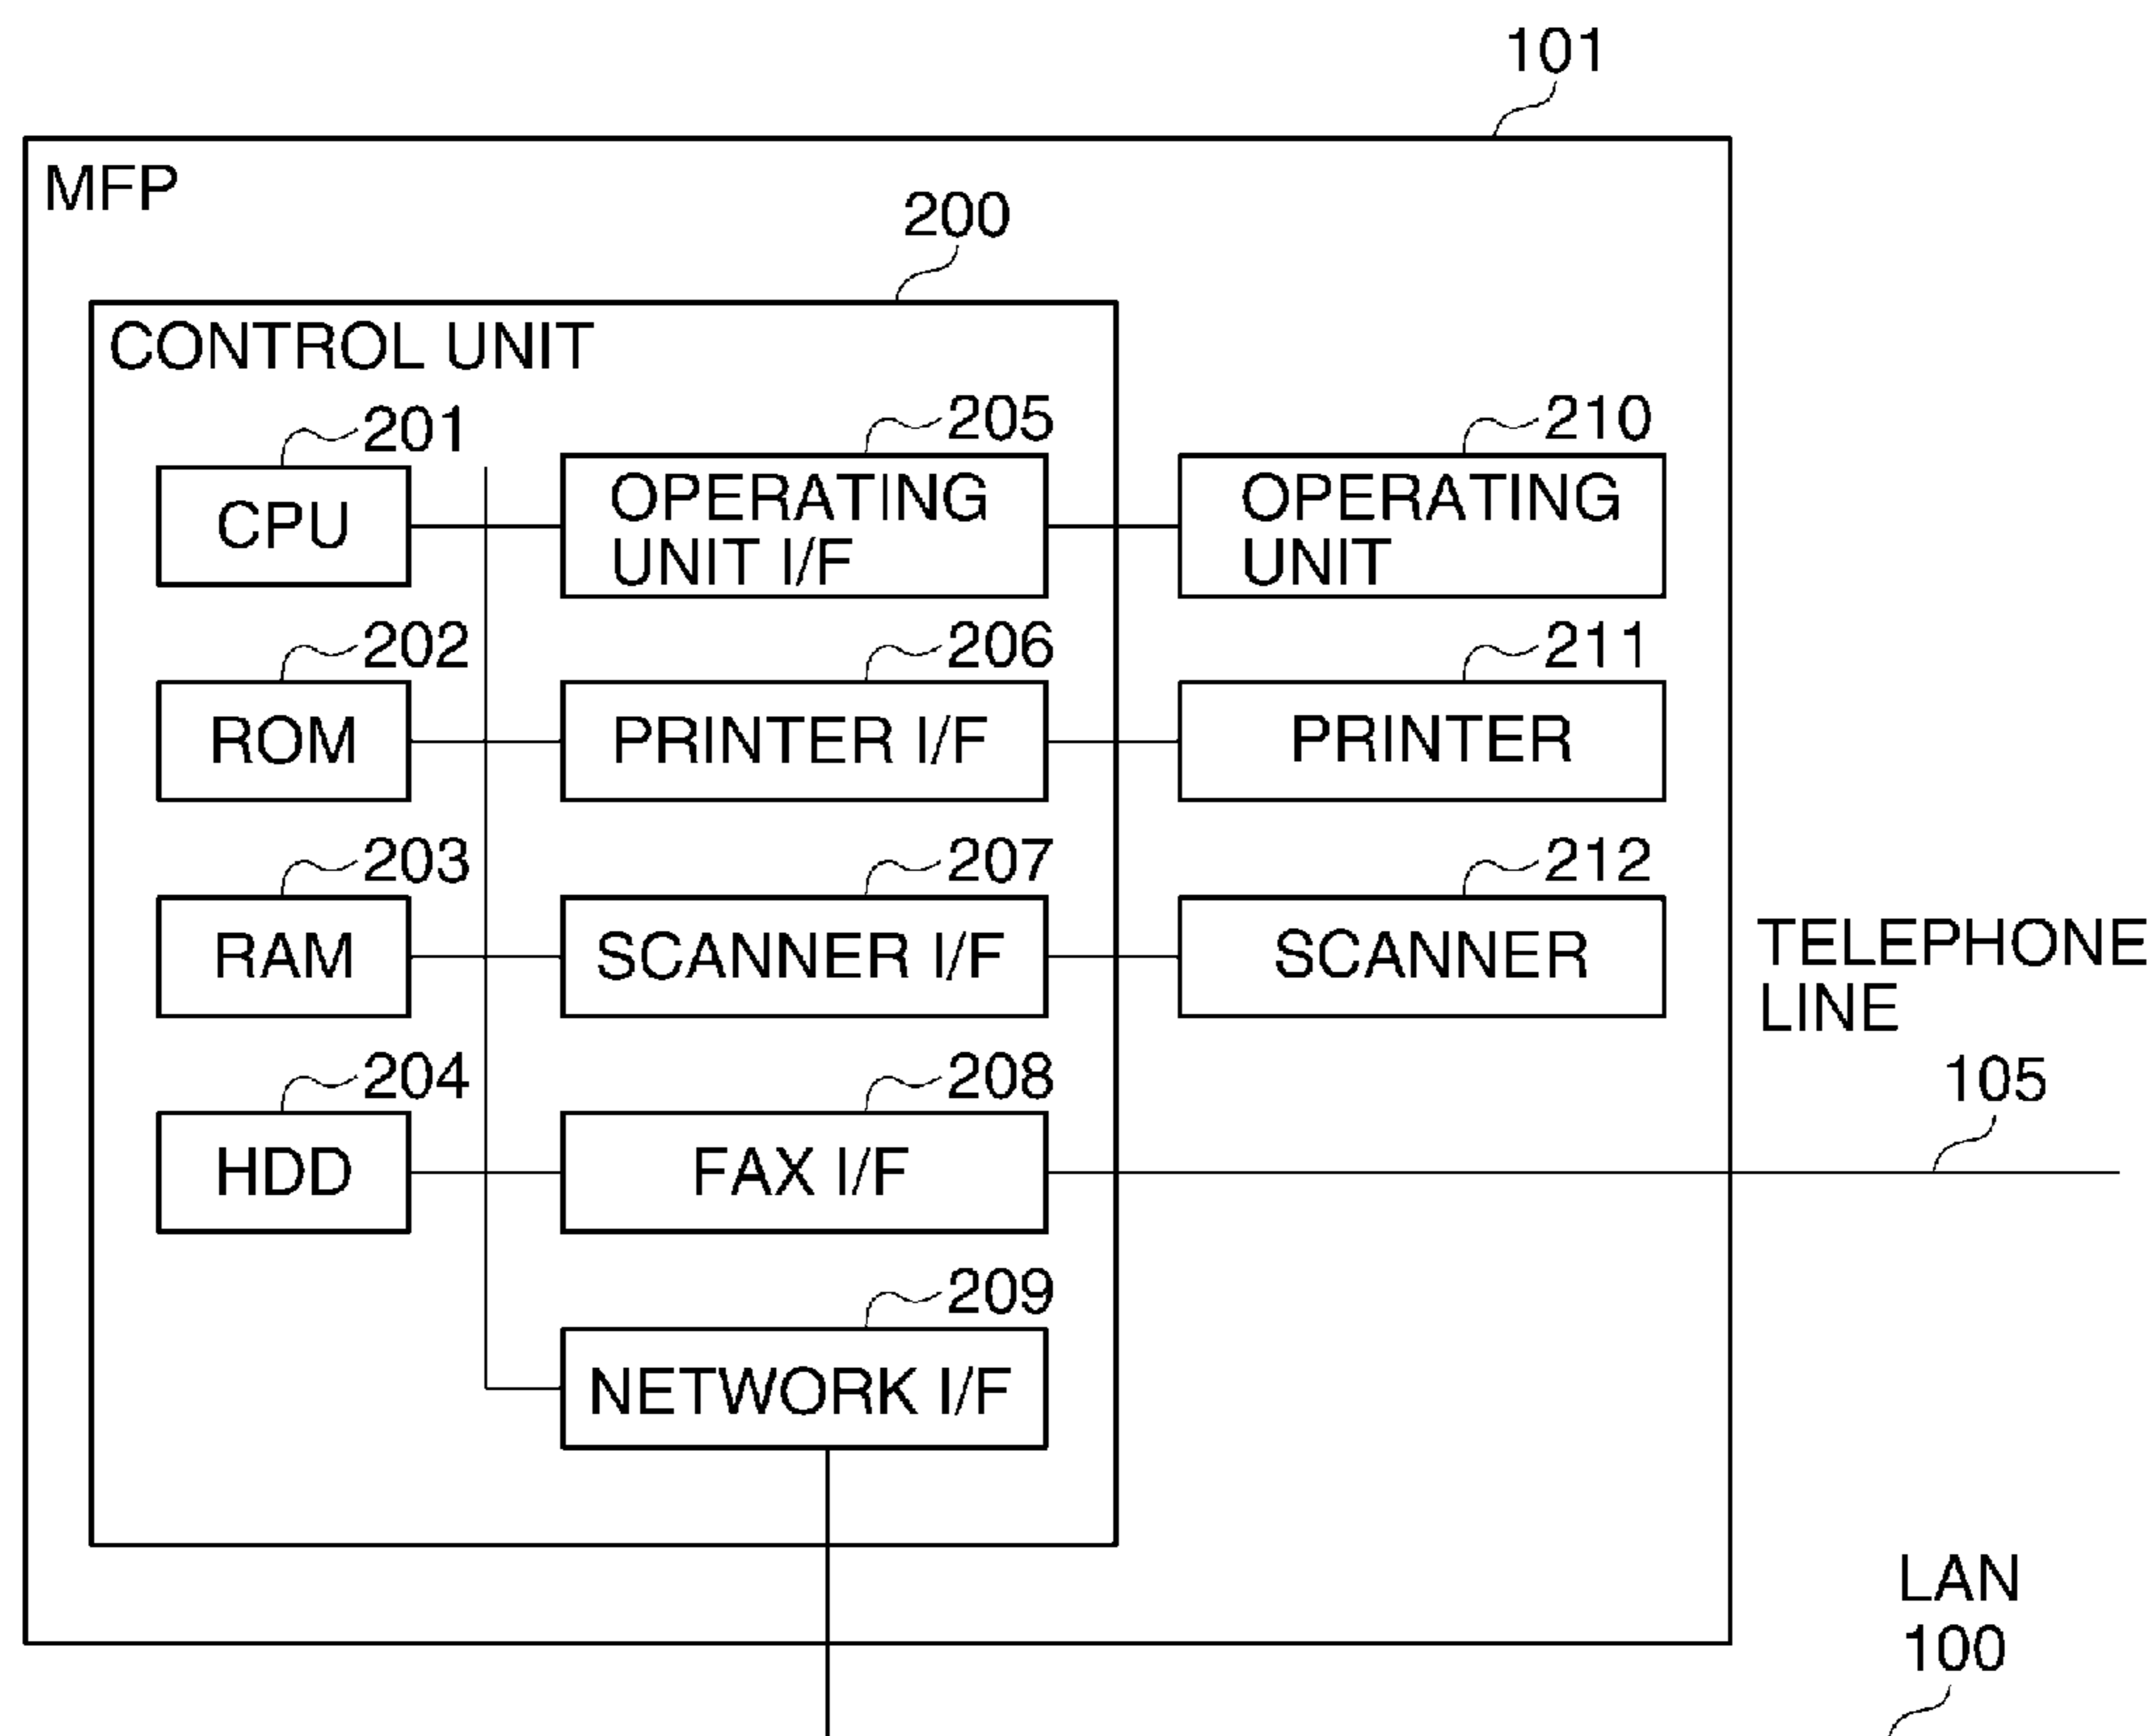 101
MFP
200
CONTROL UNIT
201
205
210
CPU
OPERATING
UNIT I/F
OPERATING
UNIT
202
206
211
ROM
PRINTER I/F
PRINTER
203
207
212
RAM
SCANNER I/F
SCANNER
TELEPHONE
LINE
105
204
208
HDD
FAX I/F
209
NETWORK I/F
LAN
100